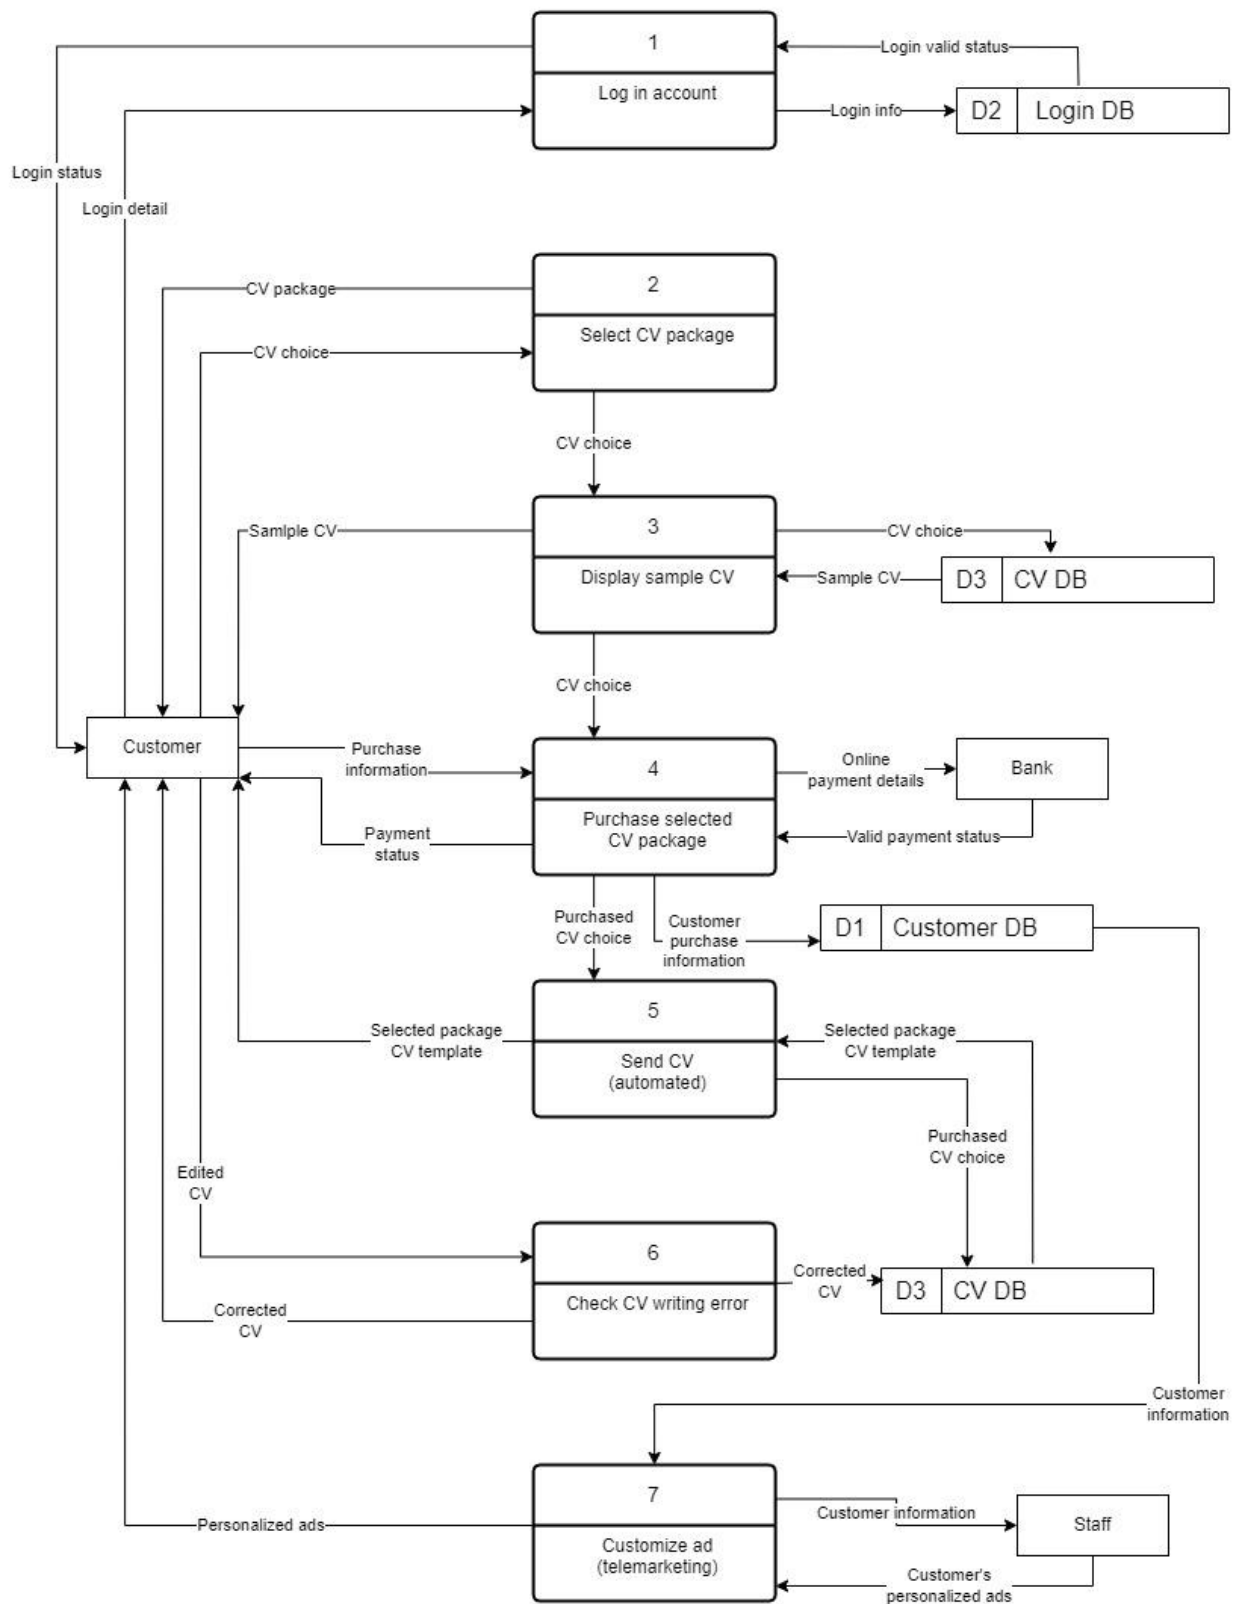 1
Login valid status
Log in account
Login info
D2 Login DB
Login status
Login detail
CV package
2
Select CV package
CV choice
CV choice
Samlple CV
3
CV choice
Display sample CV
Sample CV
D3 CV DB
CV choice
Customer
Purchase
information
4
Online
payment details
Bank
Purchase selected
CV package
Payment
status
Valid payment status
Purchased
CV choice
Customer
purchase
information
D1 Customer DB
5
Selected package
CV template
Selected package
CV template
Send CV
(automated)
Purchased
CV choice
Edited
CV
6
Corrected
CV
D3 CV DB
Check CV writing error
Corrected
CV
Customer
information
7
Customer information
Staff
Personalized ads
Customize ad
(telemarketing)
Customer's
personalized ads